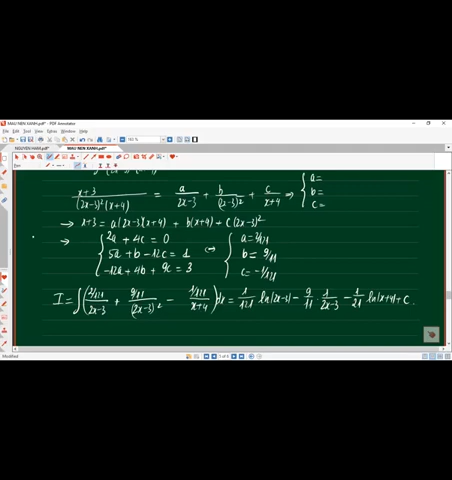 MAU NEN XANH.pdf* - PDF Annotator
File Edit Tools View Extras Window Help
NGUYEN HAM.pdf* MAU NEN XANH.pdf*
Pen
x+3 / (2x-3)²(x+4) = a / 2x-3 + b / (2x-3)² + c / x+4 ⇒ { a= b= c=
→ x+3 = a(2x-3)(x+4) + b(x+4) + c(2x-3)²
→ { 2a + 4c = 0 ⇔ { a = 2/121
5a + b - 12c = 1 b = 9/11
-12a + 4b + 9c = 3 c = -1/121
I = ∫( 2/121 / 2x-3 + 9/11 / (2x-3)² - 1/121 / x+4 )dx = 1/121 ln(2x-3) - 9/11 · 1/2x-3 - 1/21 ln(x+4) + C.
Modified